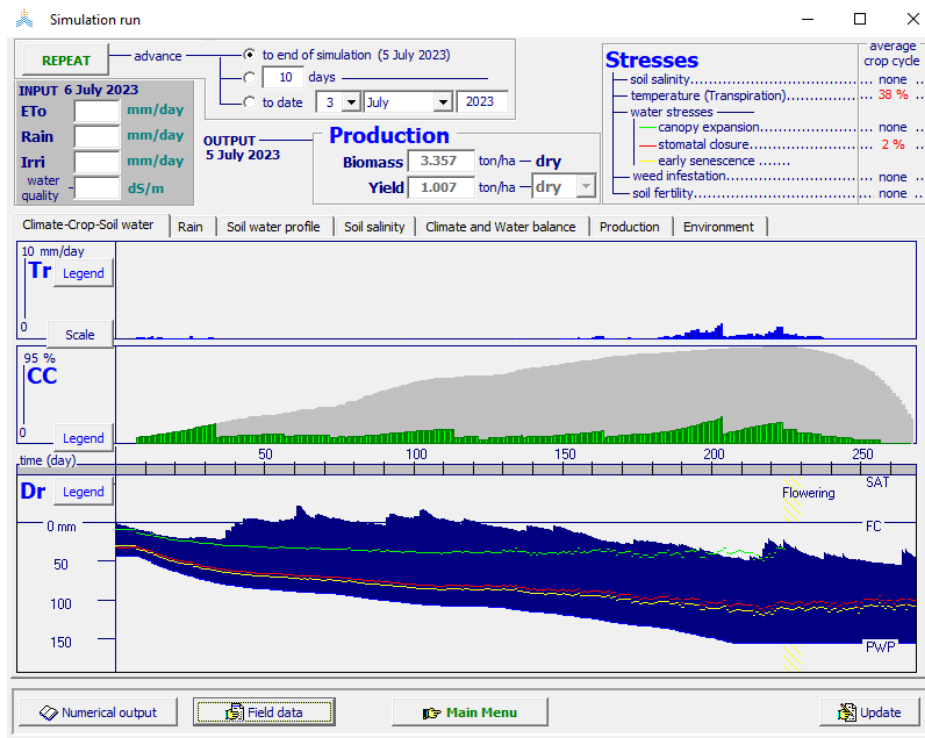 Simulation run
REPEAT
advance
to end of simulation (5 July 2023)
10 days
to date 3 July 2023
INPUT 6 July 2023
ETo mm/day
Rain mm/day
Irri mm/day
water quality dS/m
OUTPUT
5 July 2023
Production
Biomass 3.357 ton/ha dry
Yield 1.007 ton/ha dry
Stresses
average
crop cycle
soil salinity................... none ..
temperature (Transpiration)................... 38 % ..
water stresses
canopy expansion................... none ..
stomatal closure................... 2 % ..
early senescence .......
weed infestation................... none ..
soil fertility................... none ..
Climate-Crop-Soil water Rain Soil water profile Soil salinity Climate and Water balance Production Environment
10 mm/day
Tr Legend
0
Scale
95 %
CC
0
Legend
time (day) 50 100 150 200 250
Dr Legend
SAT
Flowering
0 mm
FC
50
100
150
PWP
Numerical output Field data Main Menu Update